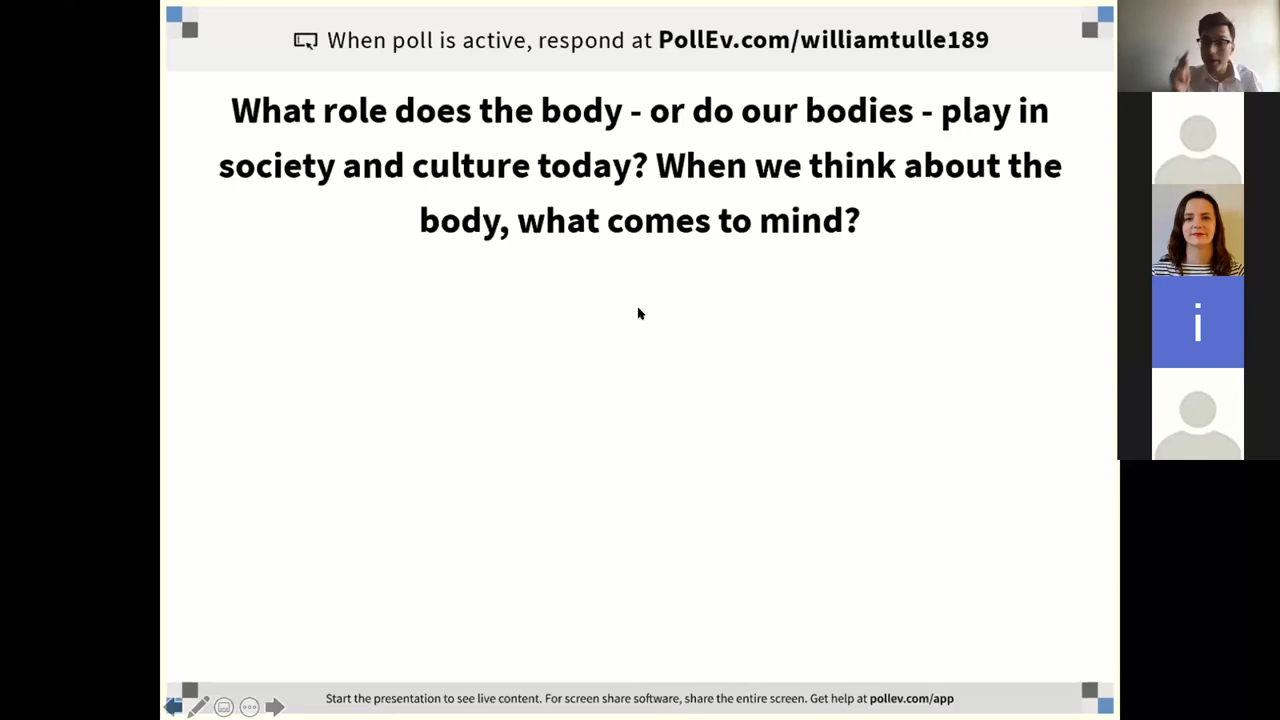 When poll is active, respond at PollEv.com/williamtulle189
What role does the body - or do our bodies - play in
society and culture today? When we think about the
body, what comes to mind?
i
Start the presentation to see live content. For screen share software, share the entire screen. Get help at pollev.com/app